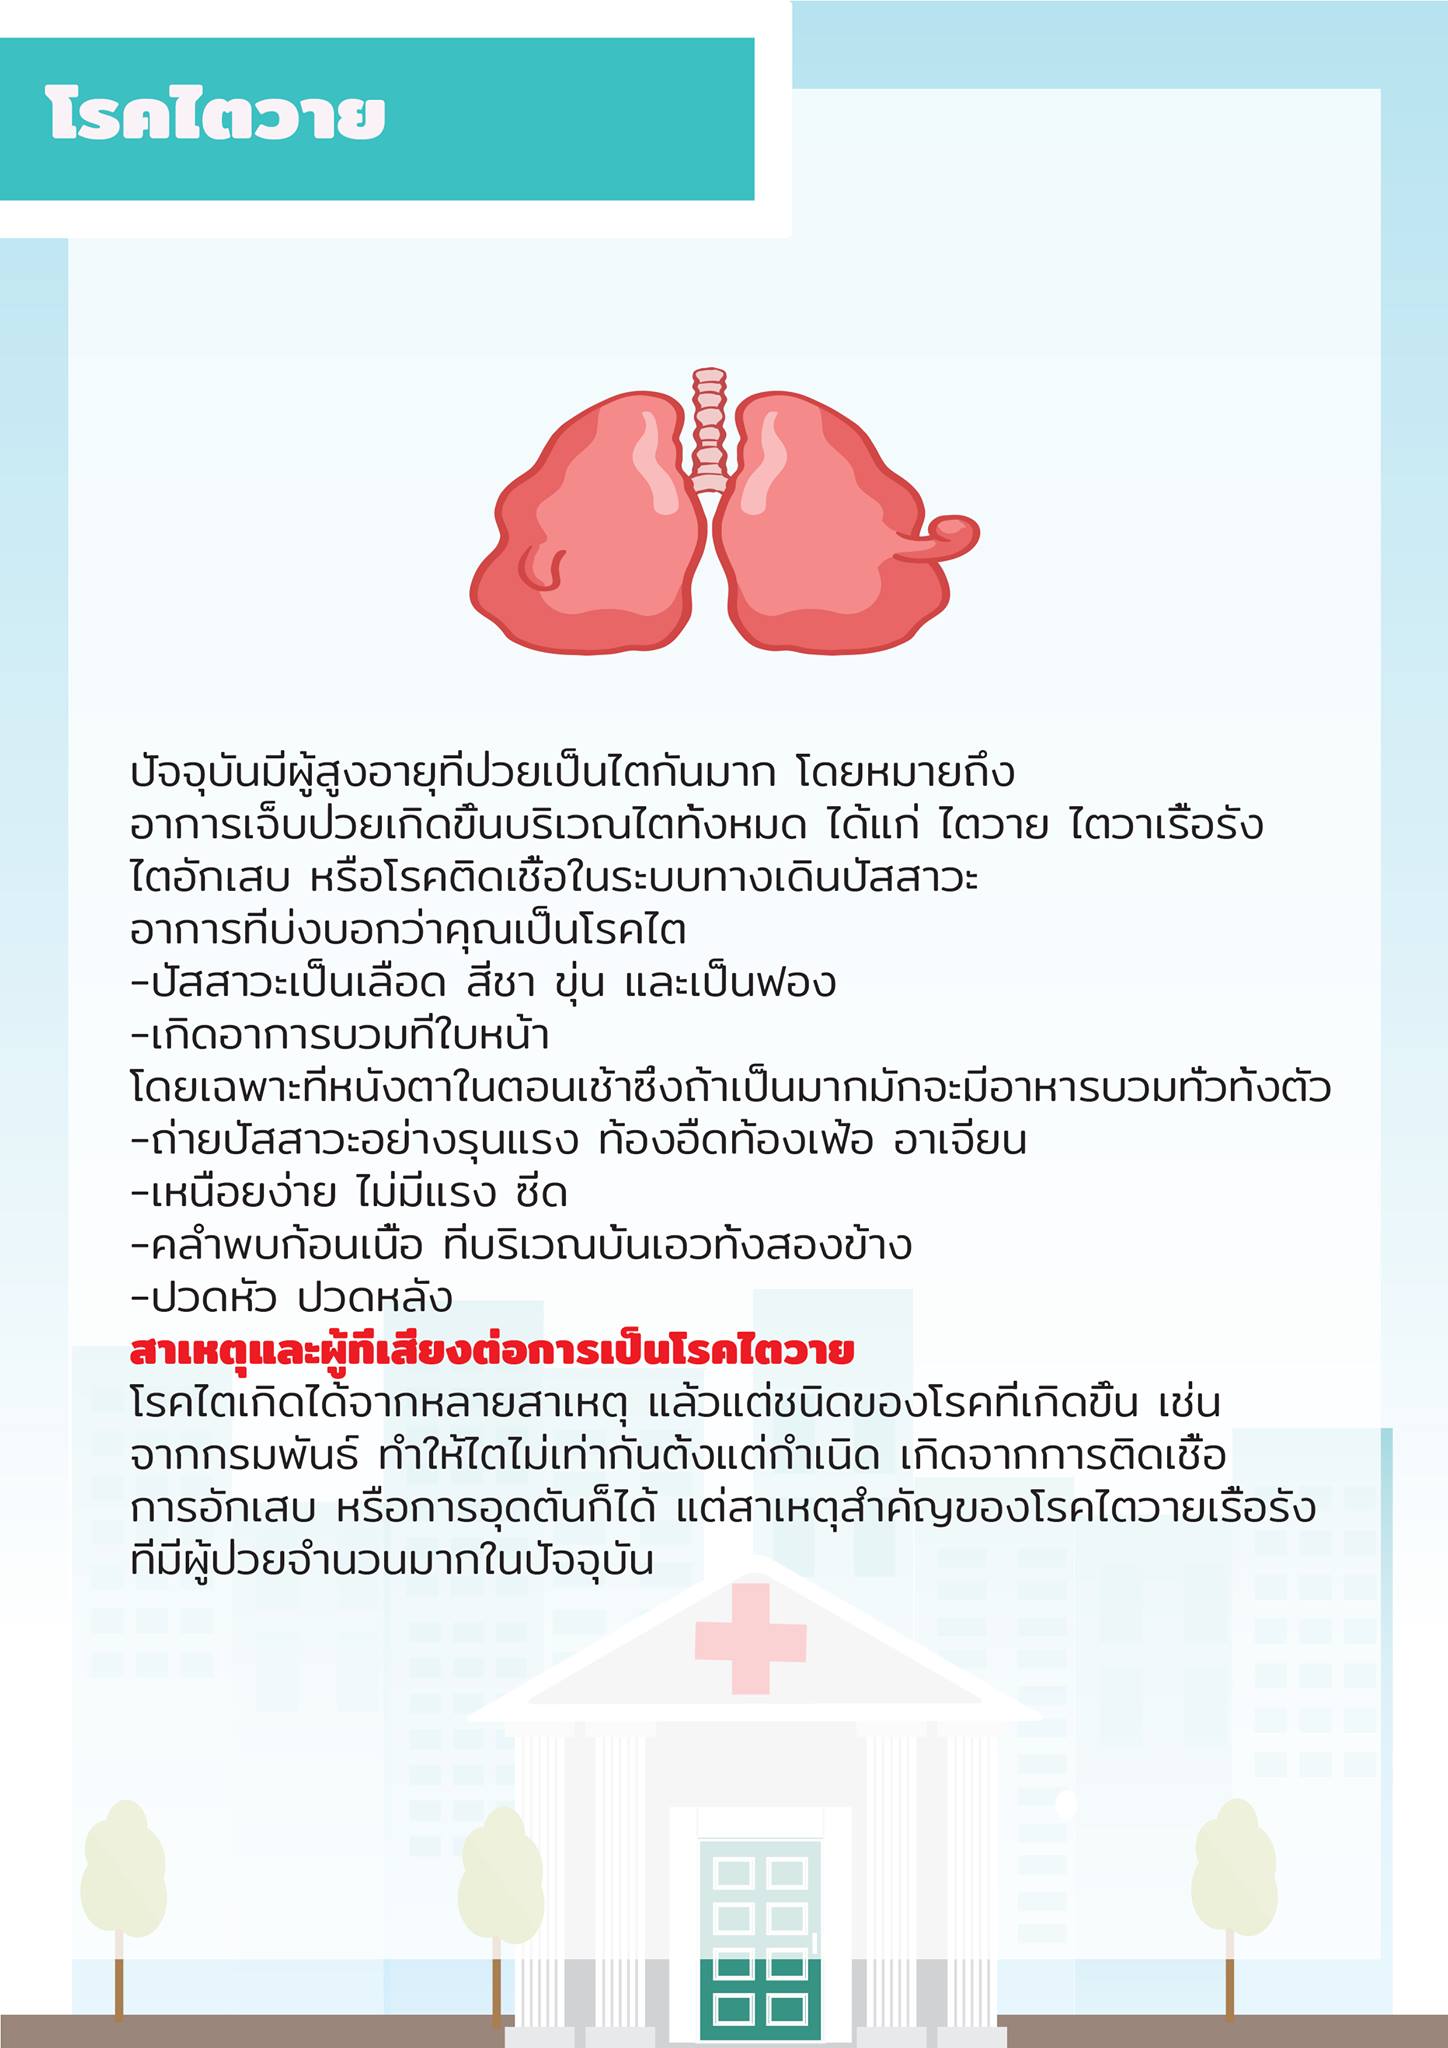 โรคไตวาย
ปัจจุบันมีผู้สูงอายุที่ป่วยเป็นไตกันมาก โดยหมายถึง
อาการเจ็บป่วยเกิดขึ้นบริเวณไตทั้งหมด ได้แก่ ไตวาย ไตวาเรื้อรัง
ไตอักเสบ หรือโรคติดเชื้อในระบบทางเดินปัสสาวะ
อาการที่บ่งบอกว่าคุณเป็นโรคไต
-ปัสสาวะเป็นเลือด สีชา ขุ่น และเป็นฟอง
-เกิดอาการบวมที่ใบหน้า
โดยเฉพาะที่หนังตาในตอนเช้าซึ่งถ้าเป็นมากมักจะมีอาหารบวมทั่วทั้งตัว
-ถ่ายปัสสาวะอย่างรุนแรง ท้องอืดท้องเฟ้อ อาเจียน
-เหนื่อยง่าย ไม่มีแรง ซีด
-คลำพบก้อนเนื้อ ที่บริเวณบั้นเอวทั้งสองข้าง
-ปวดหัว ปวดหลัง
สาเหตุและผู้ที่เสี่ยงต่อการเป็นโรคไตวาย
โรคไตเกิดได้จากหลายสาเหตุ แล้วแต่ชนิดของโรคที่เกิดขึ้น เช่น
จากกรมพันธ์ ทำให้ไตไม่เท่ากันตั้งแต่กำเนิด เกิดจากการติดเชื้อ
การอักเสบ หรือการอุดตันก็ได้ แต่สาเหตุสำคัญของโรคไตวายเรื้อรัง
ที่มีผู้ป่วยจำนวนมากในปัจจุบัน